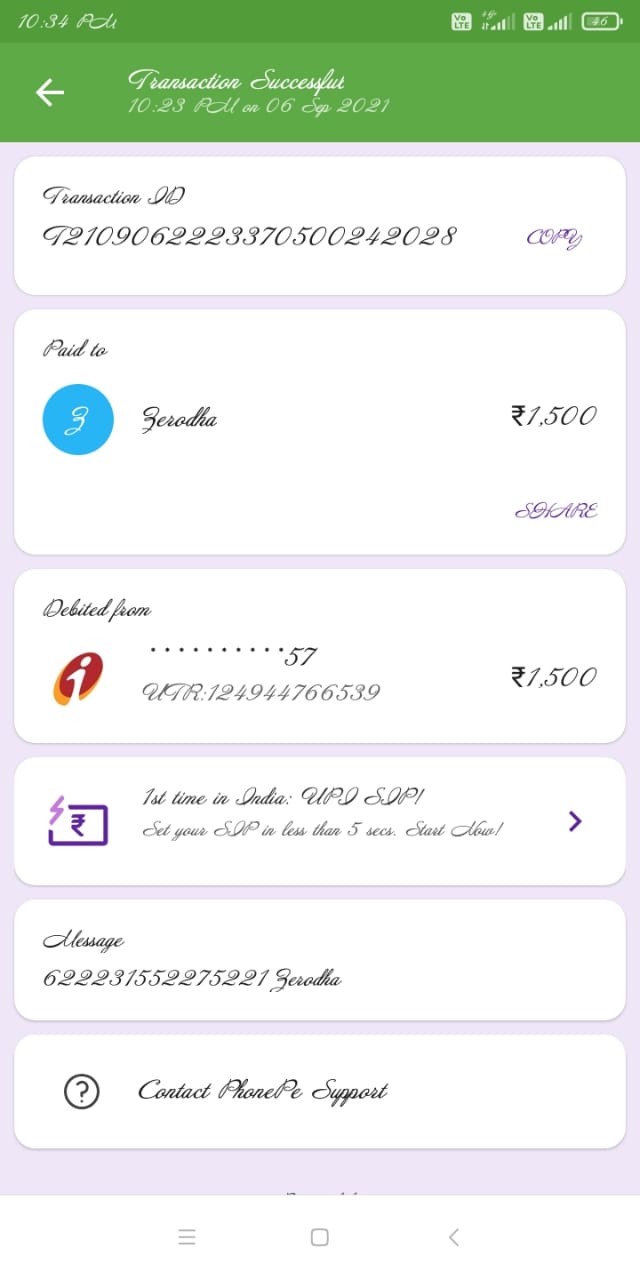 10:34 PM
Vo LTE 4G Vo LTE 46
Transaction Successful
10:23 PM on 06 Sep 2021
Transaction ID
T2109062223370500242028 COPY
Paid to
Z Zerodha ₹1,500
SHARE
Debited from
••••••••••57
UTR:124944766539 ₹1,500
1st time in India: UPI SIP!
Set your SIP in less than 5 secs. Start Now!
Message
622231552275221 Zerodha
Contact PhonePe Support